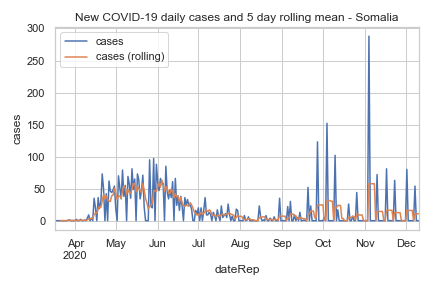 New COVID-19 daily cases and 5 day rolling mean - Somalia
cases
cases (rolling)
300
250
200
150
100
50
0
cases
Apr
2020
May
Jun
Jul
Aug
Sep
Oct
Nov
Dec
dateRep